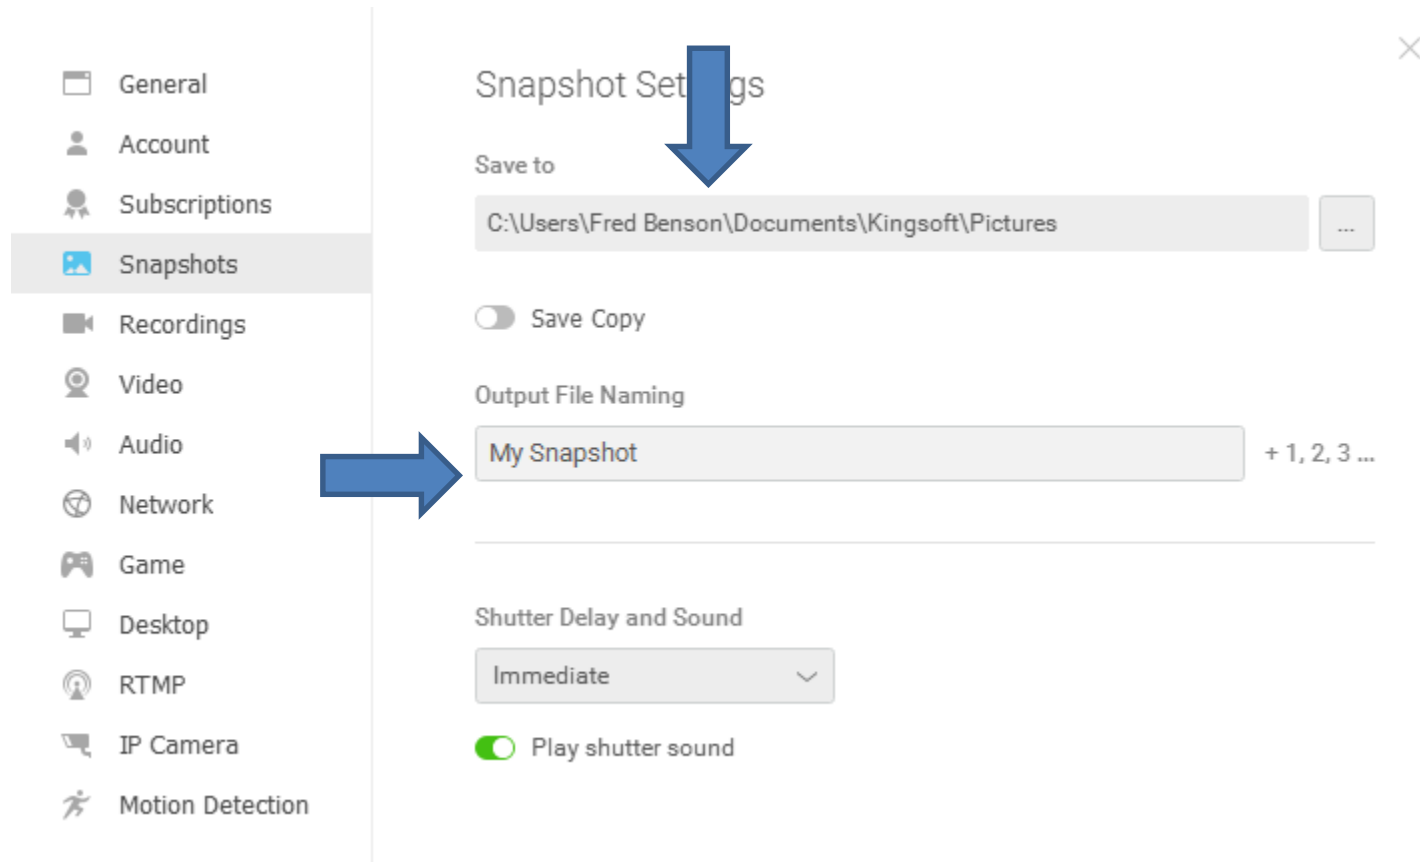 General
Account
Subscriptions
Snapshots
Recordings
Video
Audio
Network
Game
Desktop
RTMP
IP Camera
Motion Detection
Snapshot Set gs
Save to
C:\Users\Fred Benson\Documents\Kingsoft\Pictures
...
Save Copy
Output File Naming
My Snapshot
+ 1, 2, 3 ...
Shutter Delay and Sound
Immediate
Play shutter sound